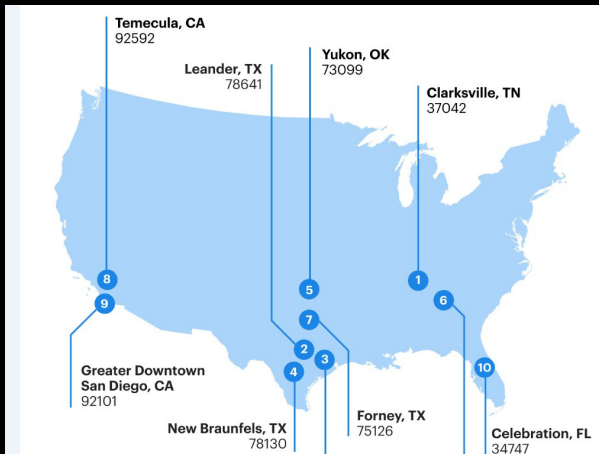 Temecula, CA
92592
Yukon, OK
73099
Leander, TX
78641
Clarksville, TN
37042
8
9
5
1
6
7
2
3
4
10
Greater Downtown
San Diego, CA
92101
New Braunfels, TX
78130
Forney, TX
75126
Celebration, FL
34747